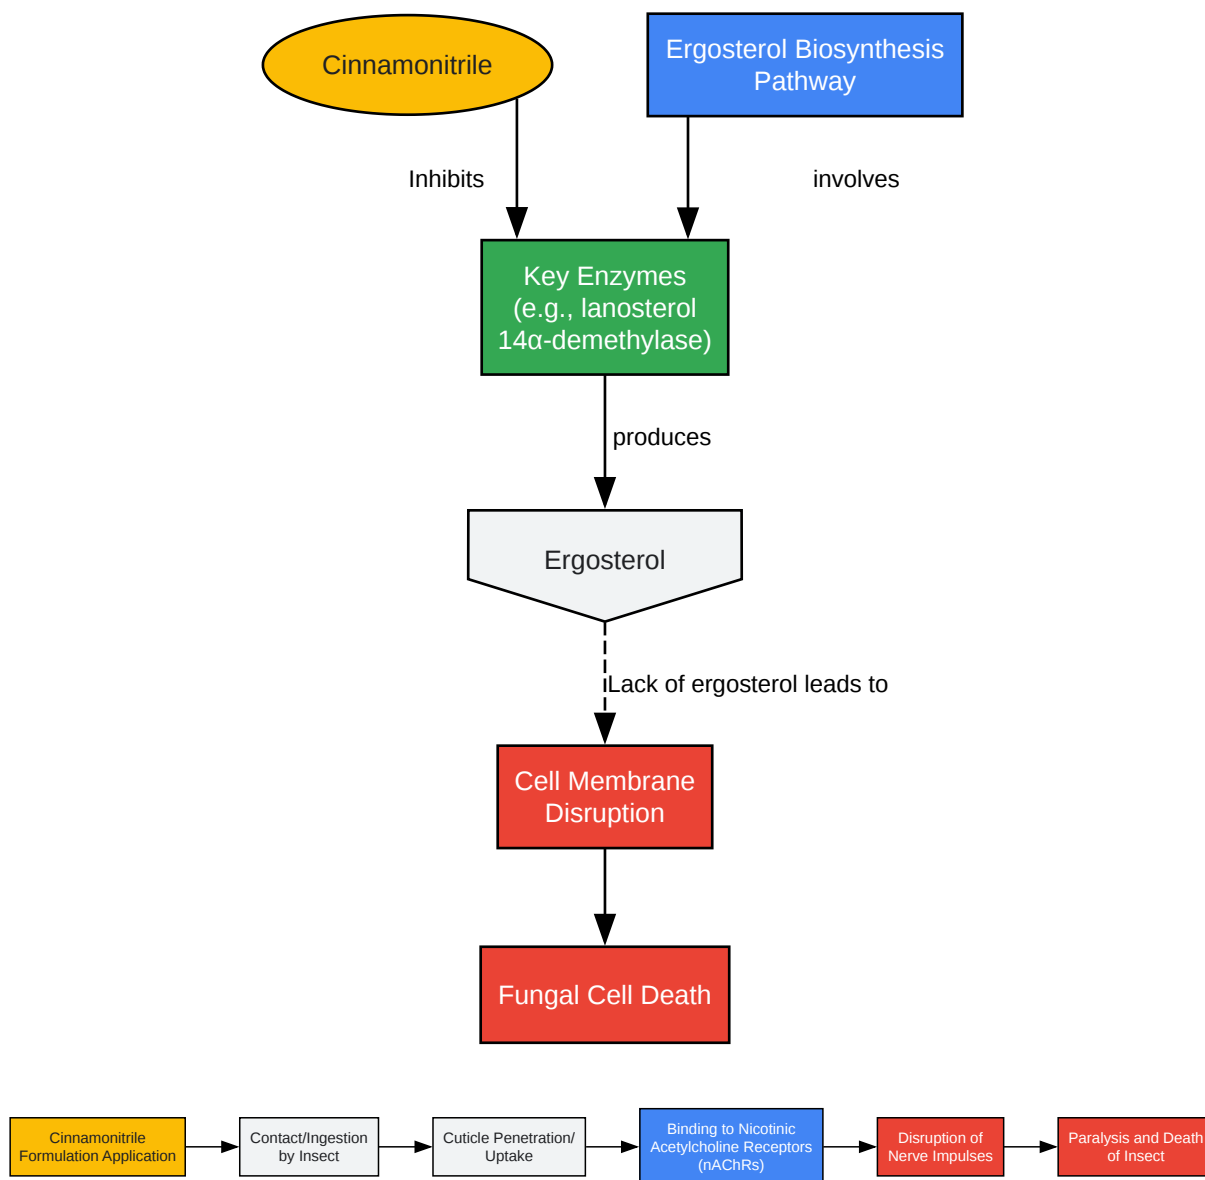 Cinnamonitrile
Ergosterol Biosynthesis
Pathway
Inhibits
involves
Key Enzymes
(e.g., lanosterol
14α-demethylase)
produces
Ergosterol
Lack of ergosterol leads to
Cell Membrane
Disruption
Fungal Cell Death
Cinnamonitrile
Formulation Application
Contact/Ingestion
by Insect
Cuticle Penetration/
Uptake
Binding to Nicotinic
Acetylcholine Receptors
(nAChRs)
Disruption of
Nerve Impulses
Paralysis and Death
of Insect